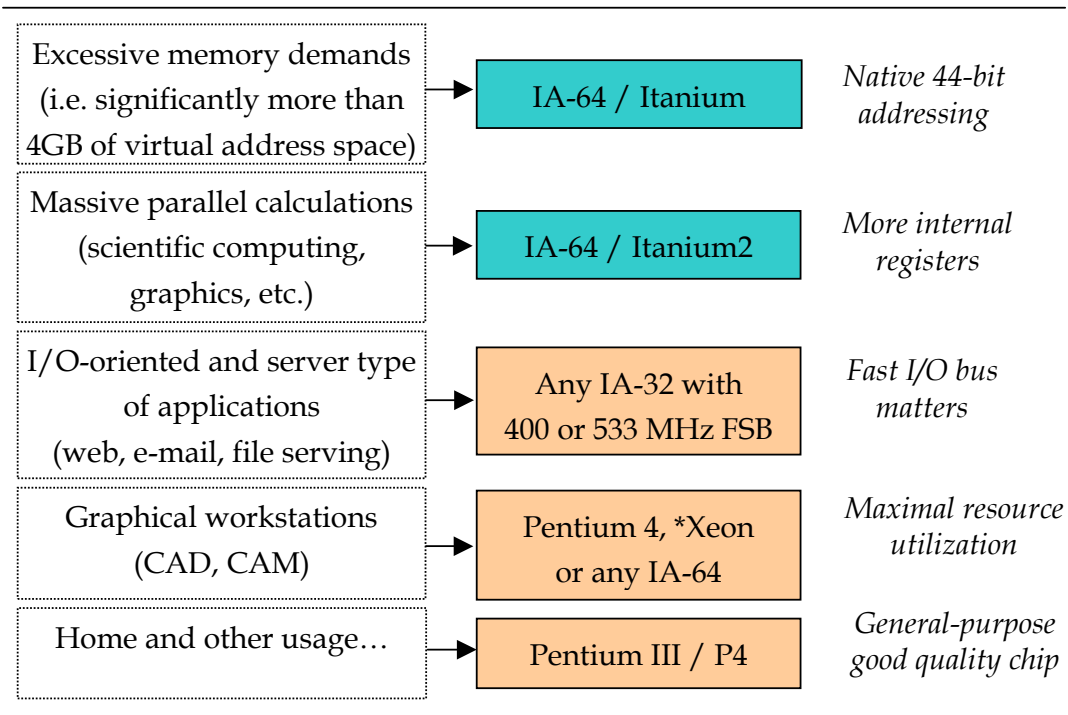 Excessive memory demands
(i.e. significantly more than
4GB of virtual address space)
IA-64 / Itanium
Native 44-bit
addressing
Massive parallel calculations
(scientific computing,
graphics, etc.)
IA-64 / Itanium2
More internal
registers
I/O-oriented and server type
of applications
(web, e-mail, file serving)
Any IA-32 with
400 or 533 MHz FSB
Fast I/O bus
matters
Graphical workstations
(CAD, CAM)
Pentium 4, *Xeon
or any IA-64
Maximal resource
utilization
Home and other usage…
Pentium III / P4
General-purpose
good quality chip